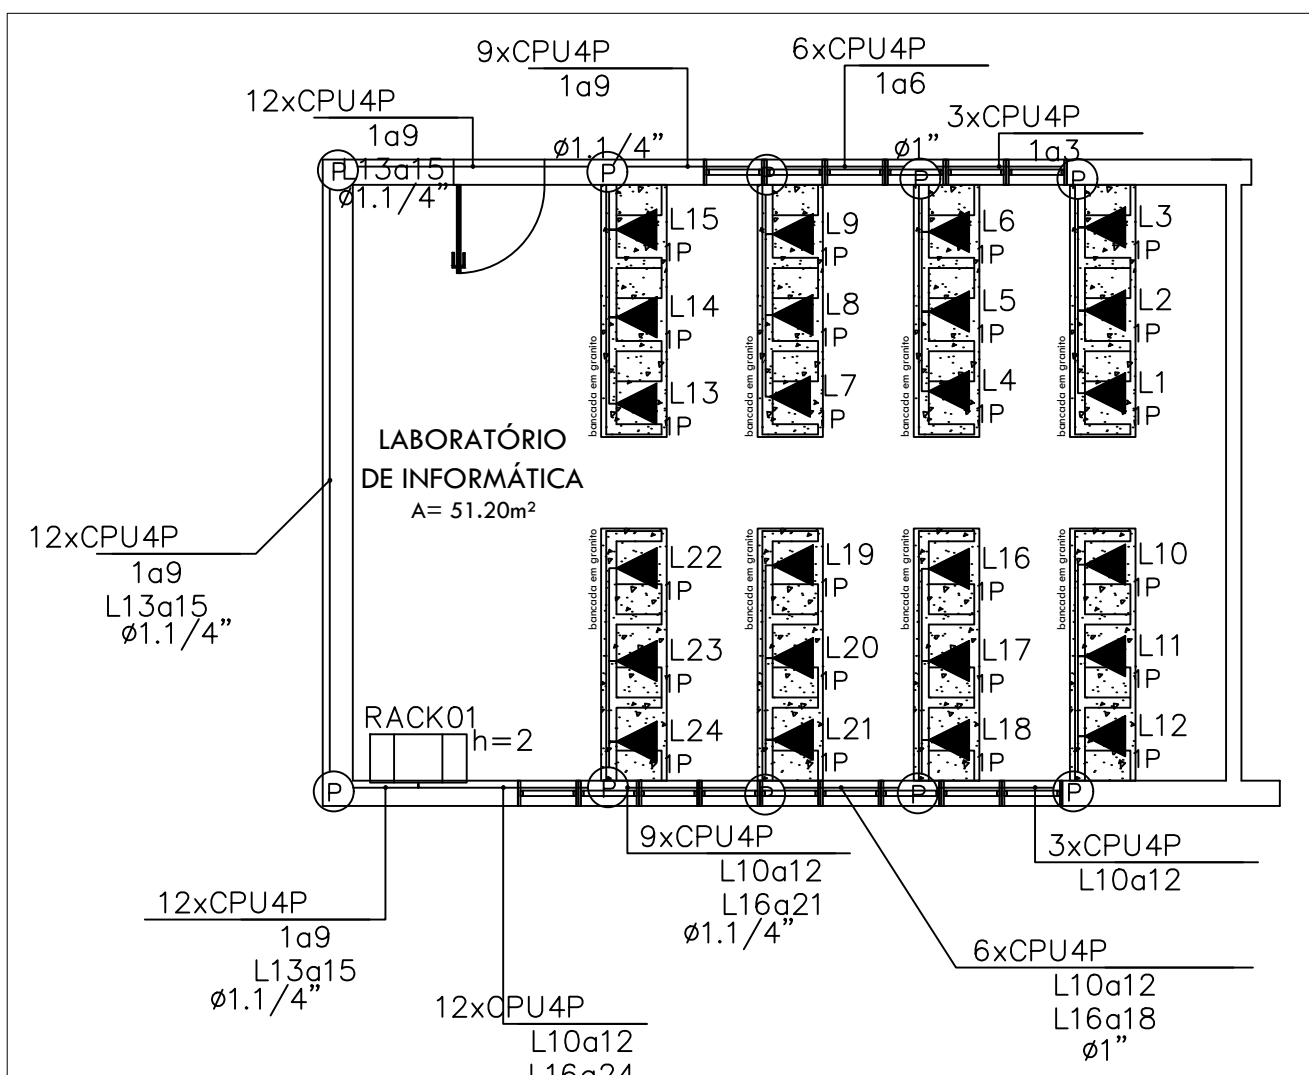 9xCPU4P
1a9
6xCPU4P
1a6
12xCPU4P
1a9
L13a15
ø1.1/4"
ø1.1/4"
ø1"
3xCPU4P
1a3
P
P
P
P
P
L15
1P
L9
1P
L6
1P
L3
1P
L14
1P
L8
1P
L5
1P
L2
1P
L13
1P
L7
P
L4
1P
L1
1P
bancada em granito
bancada em granito
bancada em granito
bancada em granito
LABORATÓRIO
DE INFORMÁTICA
A= 51.20m²
12xCPU4P
1a9
L13a15
ø1.1/4"
bancada em granito
bancada em granito
bancada em granito
bancada em granito
L22
1P
L19
1P
L16
1P
L10
1P
L23
1P
L20
1P
L17
1P
L11
1P
L24
1P
L21
1P
L18
1P
L12
1P
RACK01
h=2
P
P
P
P
P
9xCPU4P
L10a12
L16a21
ø1.1/4"
3xCPU4P
L10a12
12xCPU4P
1a9
L13a15
ø1.1/4"
6xCPU4P
L10a12
L16a18
ø1"
12xCPU4P
L10a12
L16a24